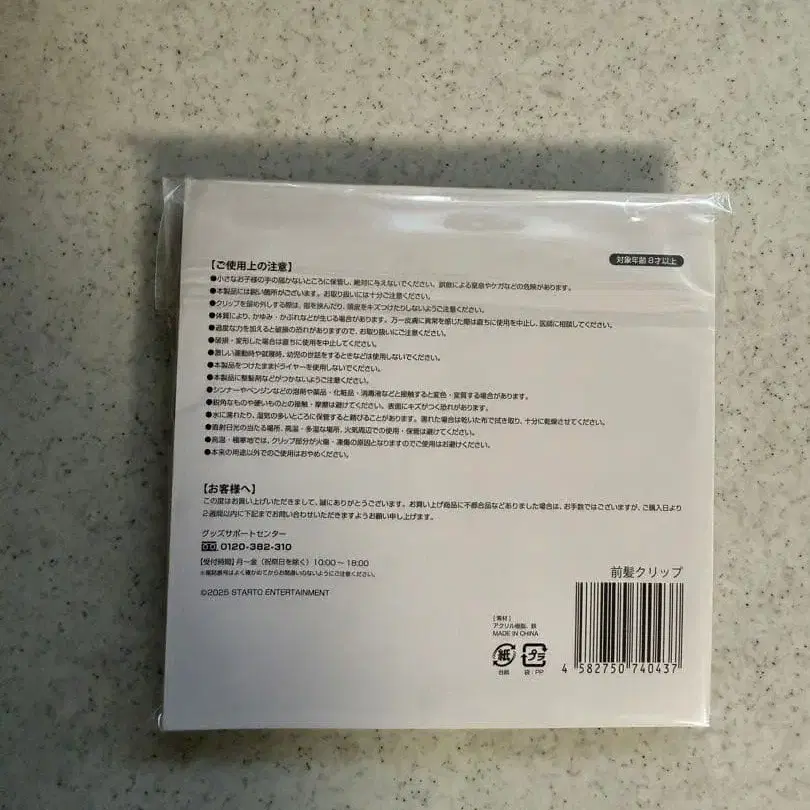 【ご使用上の注意】
対象年齢8才以上
●小さなお子様の手の届かないところに保管し、絶対に与えないでください。誤飲による窒息やケガなどの危険があります。
●本製品には鋭い箇所がございます。お取り扱いには十分ご注意ください。
●クリップを留め外しする際は、指を挟んだり、頭皮をキズつけたりしないようご注意ください。
●体質により、かゆみ・かぶれなどが生じる場合があります。万一皮膚に異常を感じた際は直ちに使用を中止し、医師に相談してください。
●過度な力を加えると破損の恐れがありますので、お取り扱いにご注意ください。
●破損・変形した場合は直ちに使用を中止してください。
●激しい運動時や就寝時、幼児の世話をするときなどは使用しないでください。
●本製品をつけたままドライヤーを使用しないでください。
●本製品に整髪剤などがつかないようご注意ください。
●シンナーやベンジンなどの溶剤や薬品・化粧品・消毒液などと接触すると変色・変質する場合があります。
●鋭角なものや硬いものとの接触・摩擦は避けてください。表面にキズがつく恐れがあります。
●水に濡れたり、湿気の多いところに保管すると錆びることがあります。濡れた場合は乾いた布で拭き取り、十分に乾燥させてください。
●直射日光の当たる場所、高温・多湿な場所、火気周辺での使用・保管は避けてください。
●高温・極寒地では、クリップ部分が火傷・凍傷の原因となりますのでご使用はお避けください。
●本来の用途以外でのご使用はおやめください。
【お客様へ】
この度はお買い上げいただきまして、誠にありがとうございます。お買い上げ商品に不都合品などありました場合は、お手数ではございますが、ご購入日より
2週間以内に下記までお問い合わせいただきますようお願い申し上げます。
グッズサポートセンター
0120-382-310
【受付時間】月〜金(祝祭日を除く)10:00〜18:00
※電話番号はよく確かめてからお間違いのないようにご注意ください。
©2025 STARTO ENTERTAINMENT
前髪クリップ
[素材]
アクリル樹脂、鉄
MADE IN CHINA
紙
プラ
台紙
袋:PP
4 582750 740437